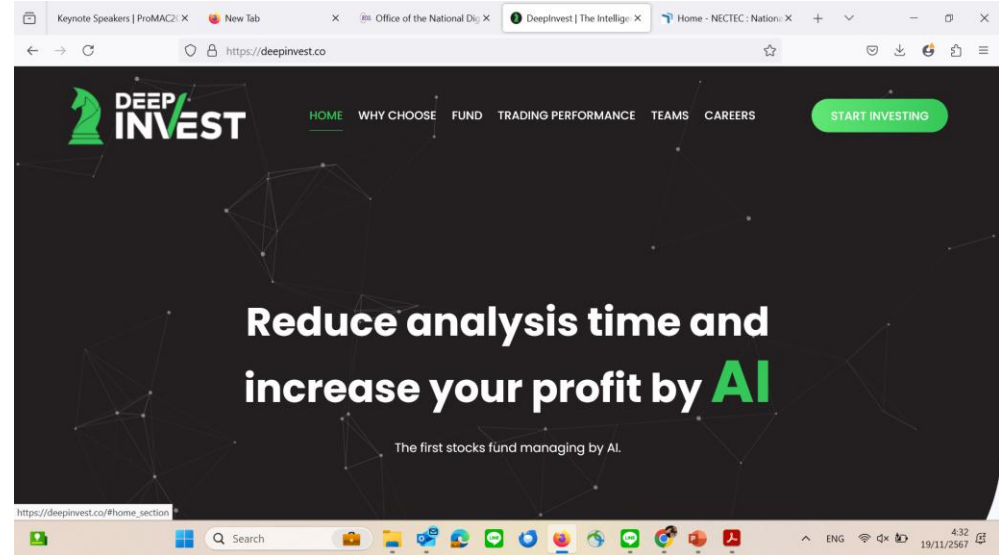 Keynote Speakers | ProMAC2(
New Tab
Office of the National Dig
DeepInvest | The Intellige
Home - NECTEC : Nationa
https://deepinvest.co
DEEP
INVEST
HOME WHY CHOOSE FUND TRADING PERFORMANCE TEAMS CAREERS
START INVESTING
Reduce analysis time and
increase your profit by AI
The first stocks fund managing by AI.
https://deepinvest.co/#home_section
Search
ENG
4:32
19/11/2567